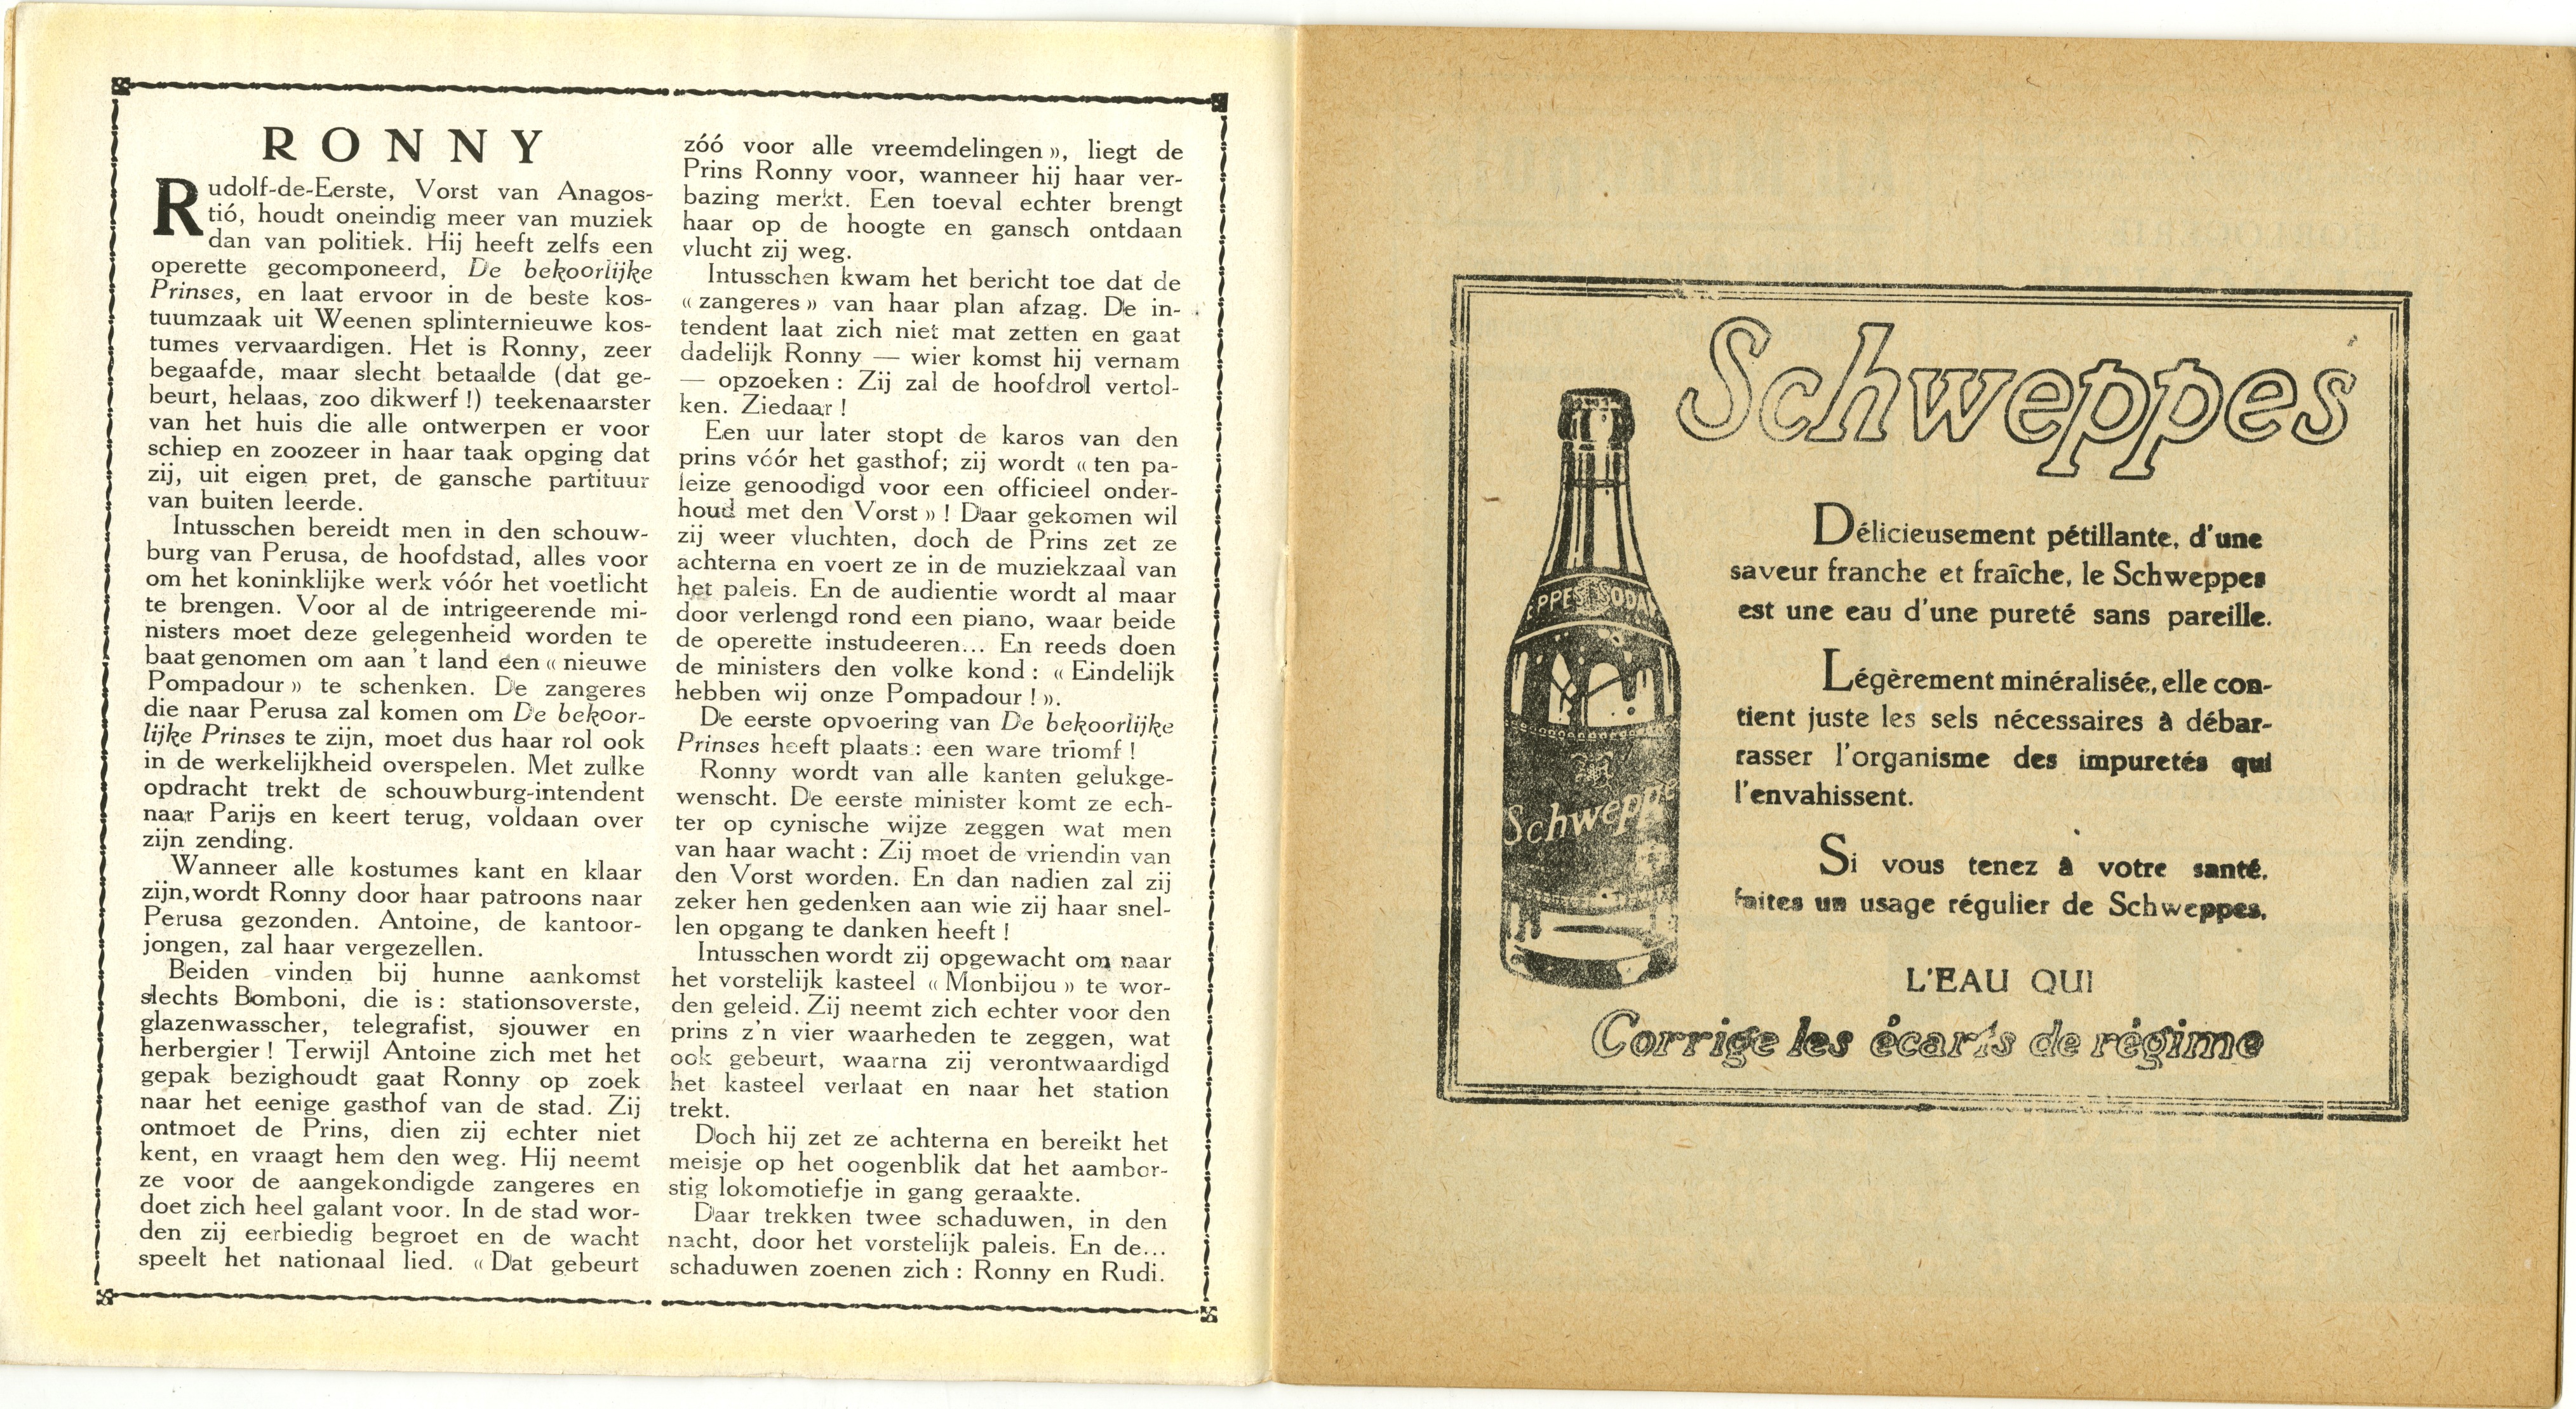 RONNY
Rudolf-de-Eerste, Vorst van Anagos-
tió, houdt oneindig meer van muziek
dan van politiek. Hij heeft zelfs een
operette gecomponeerd, De bekoorlijke
Prinses, en laat ervoor in de beste kos-
tuumzaak uit Weenen splinternieuwe kos-
tumes vervaardigen. Het is Ronny, zeer
begaafde, maar slecht betaalde (dat ge-
beurt, helaas, zoo dikwerf !) teekenaarster
van het huis die alle ontwerpen er voor
schiep en zoozeer in haar taak opging dat
zij, uit eigen pret, de gansche partituur
van buiten leerde.
Intusschen bereidt men in den schouw-
burg van Perusa, de hoofdstad, alles voor
om het koninklijke werk vóór het voetlicht
te brengen. Voor al de intrigeerende mi-
nisters moet deze gelegenheid worden te
baat genomen om aan 't land een « nieuwe
Pompadour » te schenken. De zangeres
die naar Perusa zal komen om De bekoor-
lijke Prinses te zijn, moet dus haar rol ook
in de werkelijkheid overspelen. Met zulke
opdracht trekt de schouwburg-intendent
naar Parijs en keert terug, voldaan over
zijn zending.
Wanneer alle kostumes kant en klaar
zijn, wordt Ronny door haar patroons naar
Perusa gezonden. Antoine, de kantoor-
jongen, zal haar vergezellen.
Beiden vinden bij hunne aankomst
slechts Bomboni, die is : stationsoverste,
glazenwasscher, telegrafist, sjouwer en
herbergier ! Terwijl Antoine zich met het
gepak bezighoudt gaat Ronny op zoek
naar het eenige gasthof van de stad. Zij
ontmoet de Prins, dien zij echter niet
kent, en vraagt hem den weg. Hij neemt
ze voor de aangekondigde zangeres en
doet zich heel galant voor. In de stad wor-
den zij eerbiedig begroet en de wacht
speelt het nationaal lied. « Dat gebeurt
zóó voor alle vreemdelingen », liegt de
Prins Ronny voor, wanneer hij haar ver-
bazing merkt. Een toeval echter brengt
haar op de hoogte en gansch ontdaan
vlucht zij weg.
Intusschen kwam het bericht toe dat de
« zangeres » van haar plan afzag. De in-
tendent laat zich niet mat zetten en gaat
dadelijk Ronny — wier komst hij vernam
— opzoeken : Zij zal de hoofdrol vertol-
ken. Ziedaar !
Een uur later stopt de karos van den
prins vóór het gasthof; zij wordt « ten pa-
leize genoodigd voor een officieel onder-
houd met den Vorst » ! Daar gekomen wil
zij weer vluchten, doch de Prins zet ze
achterna en voert ze in de muziekzaal van
het paleis. En de audientie wordt al maar
door verlengd rond een piano, waar beide
de operette instudeeren... En reeds doen
de ministers den volke kond : « Eindelijk
hebben wij onze Pompadour ! ».
De eerste opvoering van De bekoorlijke
Prinses heeft plaats : een ware triomf !
Ronny wordt van alle kanten gelukge-
wenscht. De eerste minister komt ze ech-
ter op cynische wijze zeggen wat men
van haar wacht : Zij moet de vriendin van
den Vorst worden. En dan nadien zal zij
zeker hen gedenken aan wie zij haar snel-
len opgang te danken heeft !
Intusschen wordt zij opgewacht om naar
het vorstelijk kasteel « Monbijou » te wor-
den geleid. Zij neemt zich echter voor den
prins z'n vier waarheden te zeggen, wat
ook gebeurt, waarna zij verontwaardigd
het kasteel verlaat en naar het station
trekt.
Doch hij zet ze achterna en bereikt het
meisje op het oogenblik dat het aambor-
stig lokomotiefje in gang geraakte.
Daar trekken twee schaduwen, in den
nacht, door het vorstelijk paleis. En de...
schaduwen zoenen zich : Ronny en Rudi.
Schweppes
EPPES SODA
Schweppe
Délicieusement pétillante, d'une
saveur franche et fraîche, le Schweppes
est une eau d'une pureté sans pareille.
Légèrement minéralisée, elle con-
tient juste les sels nécessaires à débar-
rasser l'organisme des impuretés qui
l'envahissent.
Si vous tenez à votre santé,
faites un usage régulier de Schweppes.
L'EAU QUI
Corrige les écarts de régime